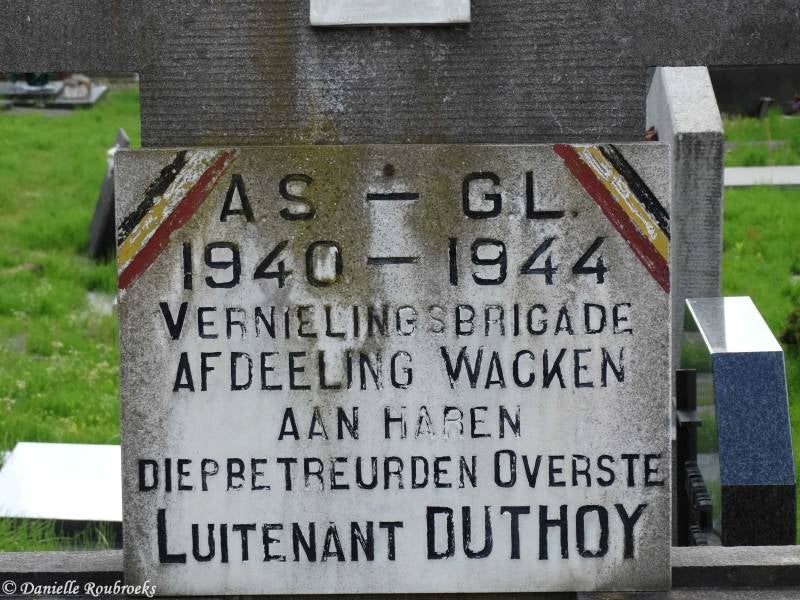 AS - GL.
1940 - 1944
VERNIELINGSBRIGADE
AFDEELING WACKEN
AAN HAREN
DIEPBETREURDEN OVERSTE
LUITENANT DUTHOY
© Danielle Roubroeks